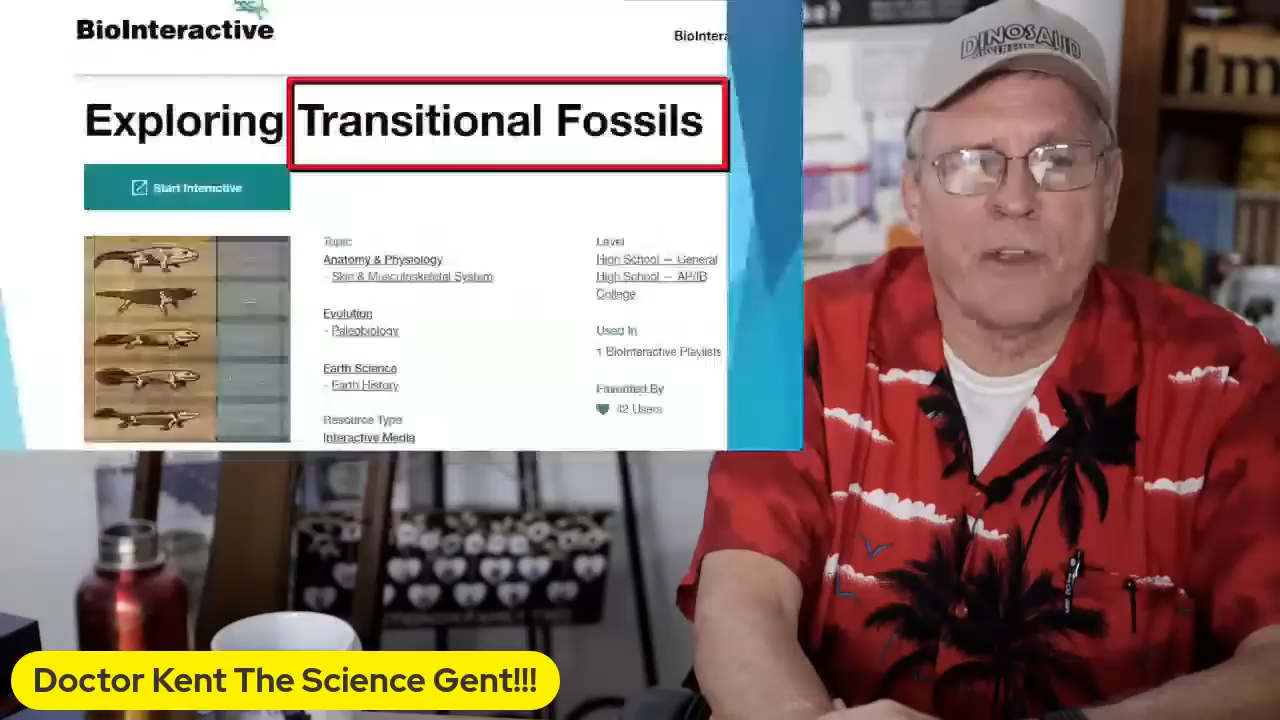 BioInteractive
BioIntera
Exploring Transitional Fossils
Start Interactive
Topic
Anatomy & Physiology
- Skin & Musculoskeletal System
Evolution
- Paleobiology
Earth Science
- Earth History
Resource Type
Interactive Media
Level
High School — General
High School — AP/IB
College
Used In
1 BioInteractive Playlists
Favorited By
42 Users
DINOSAUR
Doctor Kent The Science Gent!!!